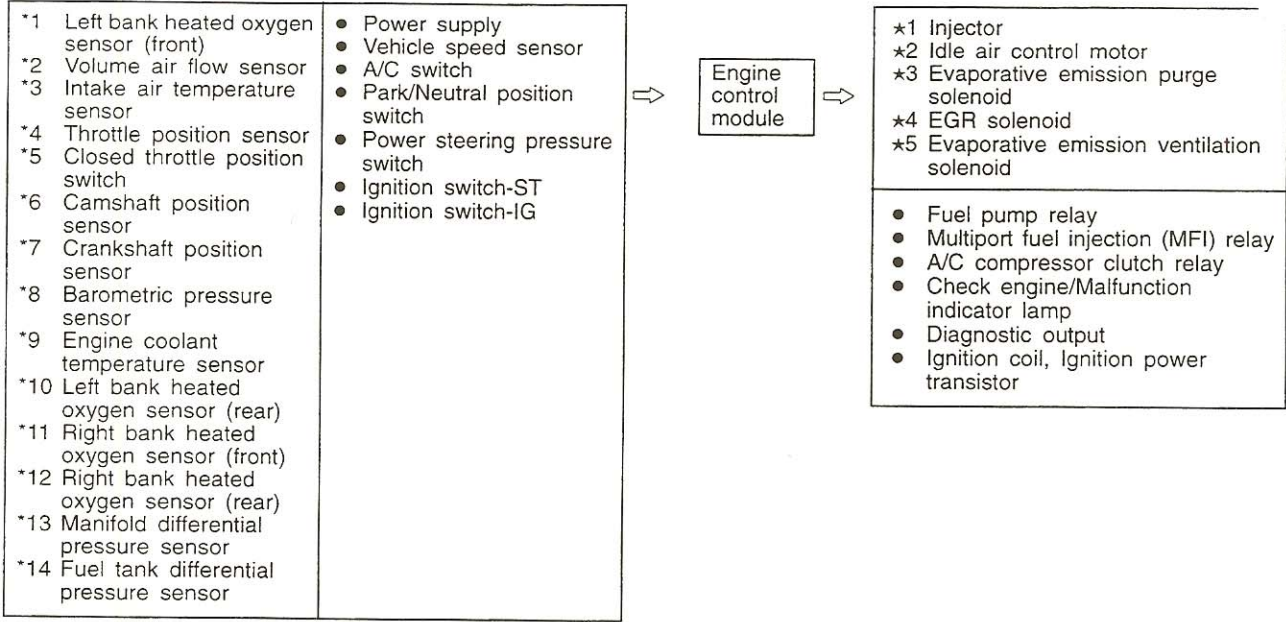 *1 Left bank heated oxygen
sensor (front)
*2 Volume air flow sensor
*3 Intake air temperature
sensor
*4 Throttle position sensor
*5 Closed throttle position
switch
*6 Camshaft position
sensor
*7 Crankshaft position
sensor
*8 Barometric pressure
sensor
*9 Engine coolant
temperature sensor
*10 Left bank heated
oxygen sensor (rear)
*11 Right bank heated
oxygen sensor (front)
*12 Right bank heated
oxygen sensor (rear)
*13 Manifold differential
pressure sensor
*14 Fuel tank differential
pressure sensor
● Power supply
● Vehicle speed sensor
● A/C switch
● Park/Neutral position
switch
● Power steering pressure
switch
● Ignition switch-ST
● Ignition switch-IG
⇨
Engine
control
module
⇨
★1 Injector
★2 Idle air control motor
★3 Evaporative emission purge
solenoid
★4 EGR solenoid
★5 Evaporative emission ventilation
solenoid
● Fuel pump relay
● Multiport fuel injection (MFI) relay
● A/C compressor clutch relay
● Check engine/Malfunction
indicator lamp
● Diagnostic output
● Ignition coil, Ignition power
transistor